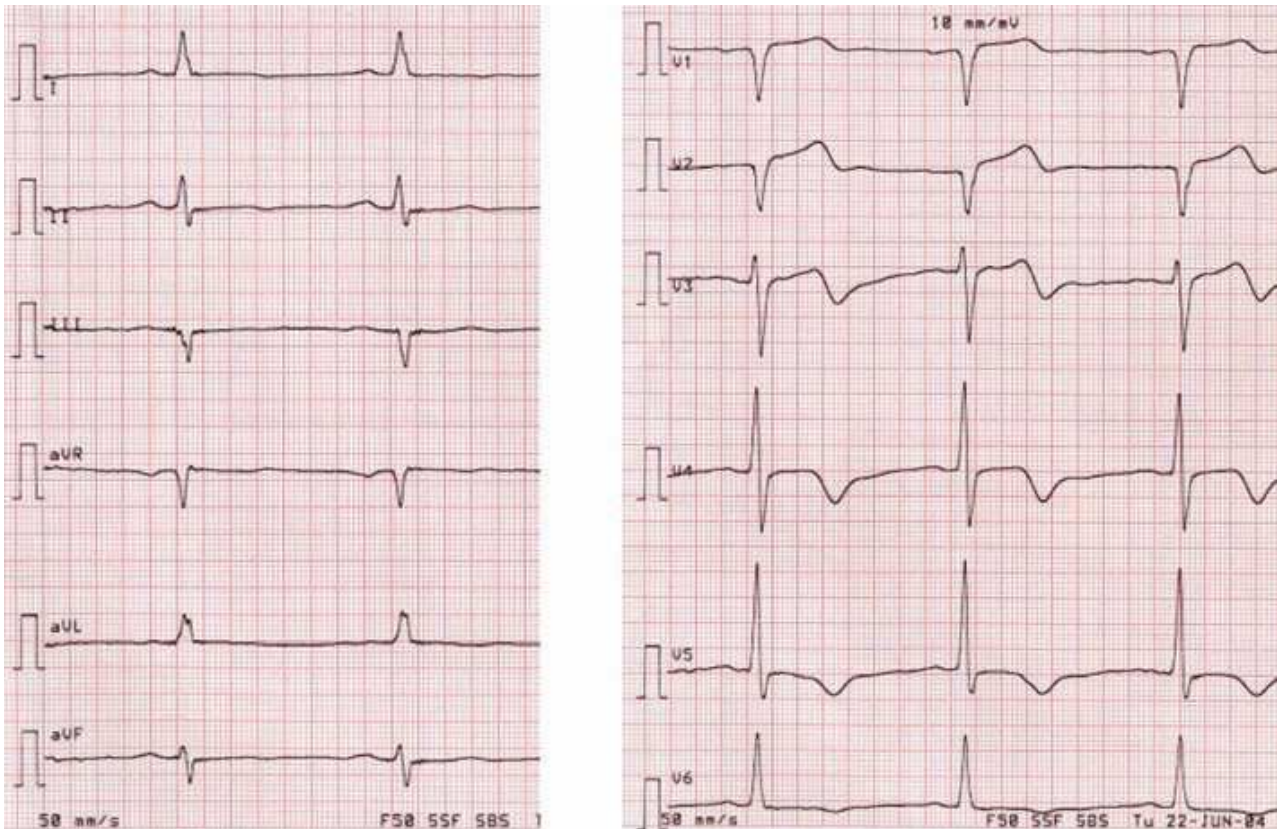 I
II
III
aVR
aVL
aVF
50 mm/s
F50 SSF SBS
10 mm/mV
V1
V2
V3
V4
V5
V6
50 mm/s
F50 SSF SBS Tu 22-JUN-04